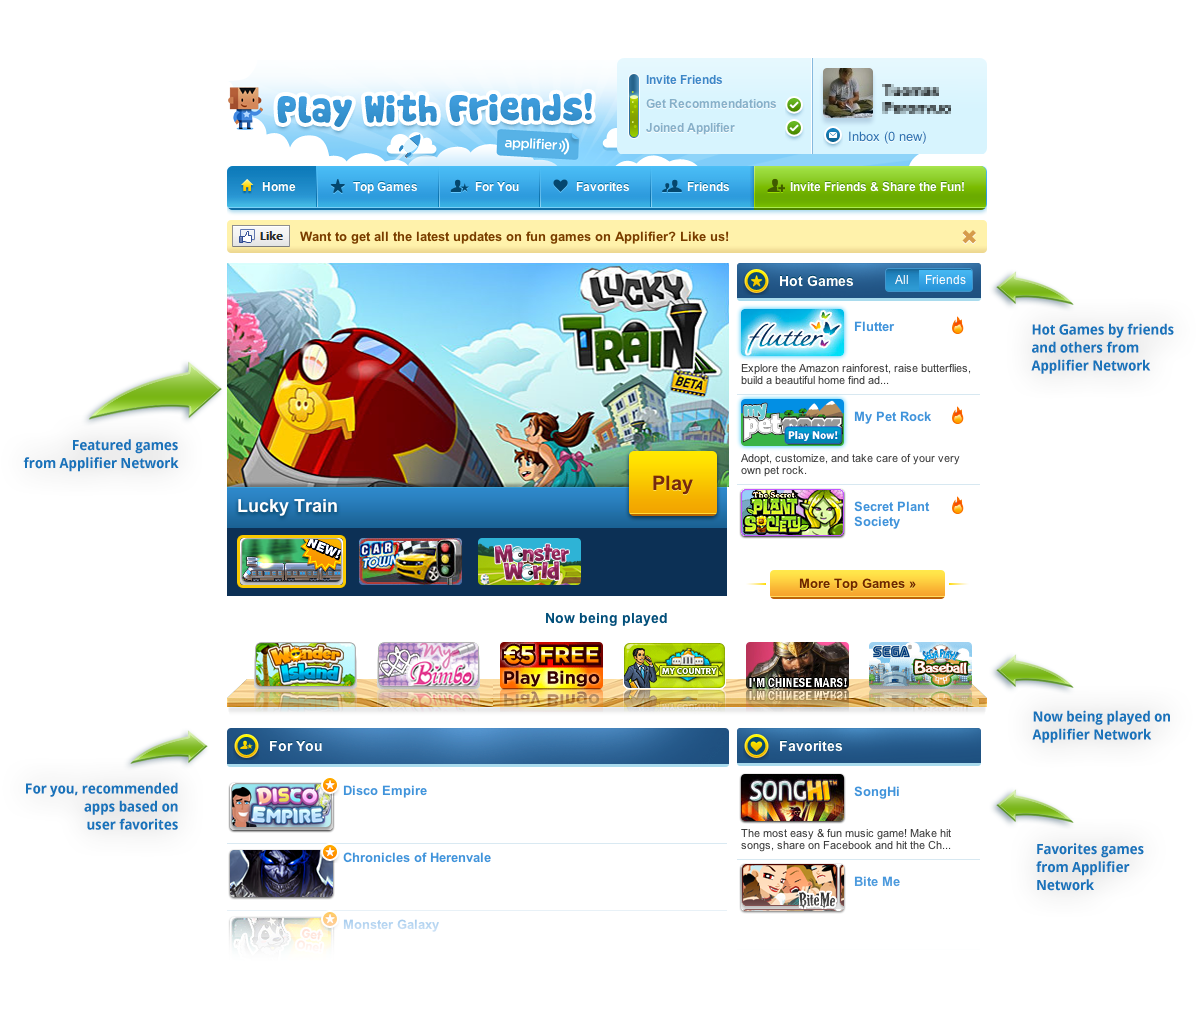 Play With Friends!
applifier
Invite Friends
Get Recommendations
Joined Applifier
Inbox (0 new)
Home
Top Games
For You
Favorites
Friends
Invite Friends & Share the Fun!
Like
Want to get all the latest updates on fun games on Applifier? Like us!
Featured games
from Applifier Network
LUCKY
TRAIN
BETA
Play
Lucky Train
NEW!
CAR
TOWN
Monster
World
Hot Games
All
Friends
flutter
Flutter
Explore the Amazon rainforest, raise butterflies,
build a beautiful home find ad...
my
pet rock
Play Now!
My Pet Rock
Adopt, customize, and take care of your very
own pet rock.
The Secret
PLANT
SOCIETY
Secret Plant
Society
More Top Games »
Hot Games by friends
and others from
Applifier Network
Now being played
Wonder
Island
My
Bimbo
€5 FREE
Play Bingo
MY COUNTRY
I'M CHINESE MARS!
SEGA
SEGA PLAY!
Baseball
Now being played on
Applifier Network
For you, recommended
apps based on
user favorites
For You
DISCO
EMPIRE
Disco Empire
Chronicles of Herenvale
Get
One!
Monster Galaxy
Favorites
SONGHI™
SongHi
The most easy & fun music game! Make hit
songs, share on Facebook and hit the Ch...
BiteMe
Bite Me
Favorites games
from Applifier
Network